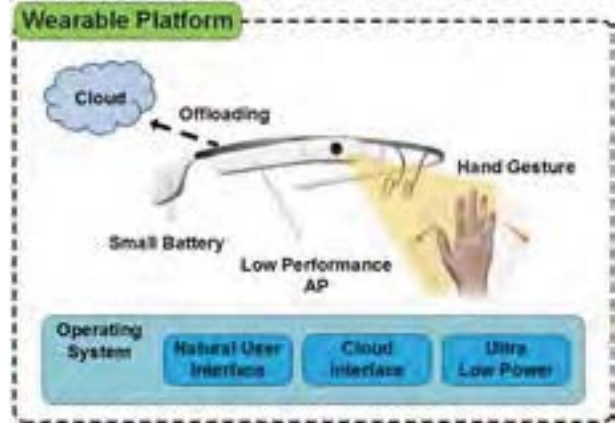 Wearable Platform
Cloud
Offloading
Hand Gesture
Small Battery
Low Performance
AP
Operating
System
Natural User
Interface
Cloud
Interface
Ultra
Low Power